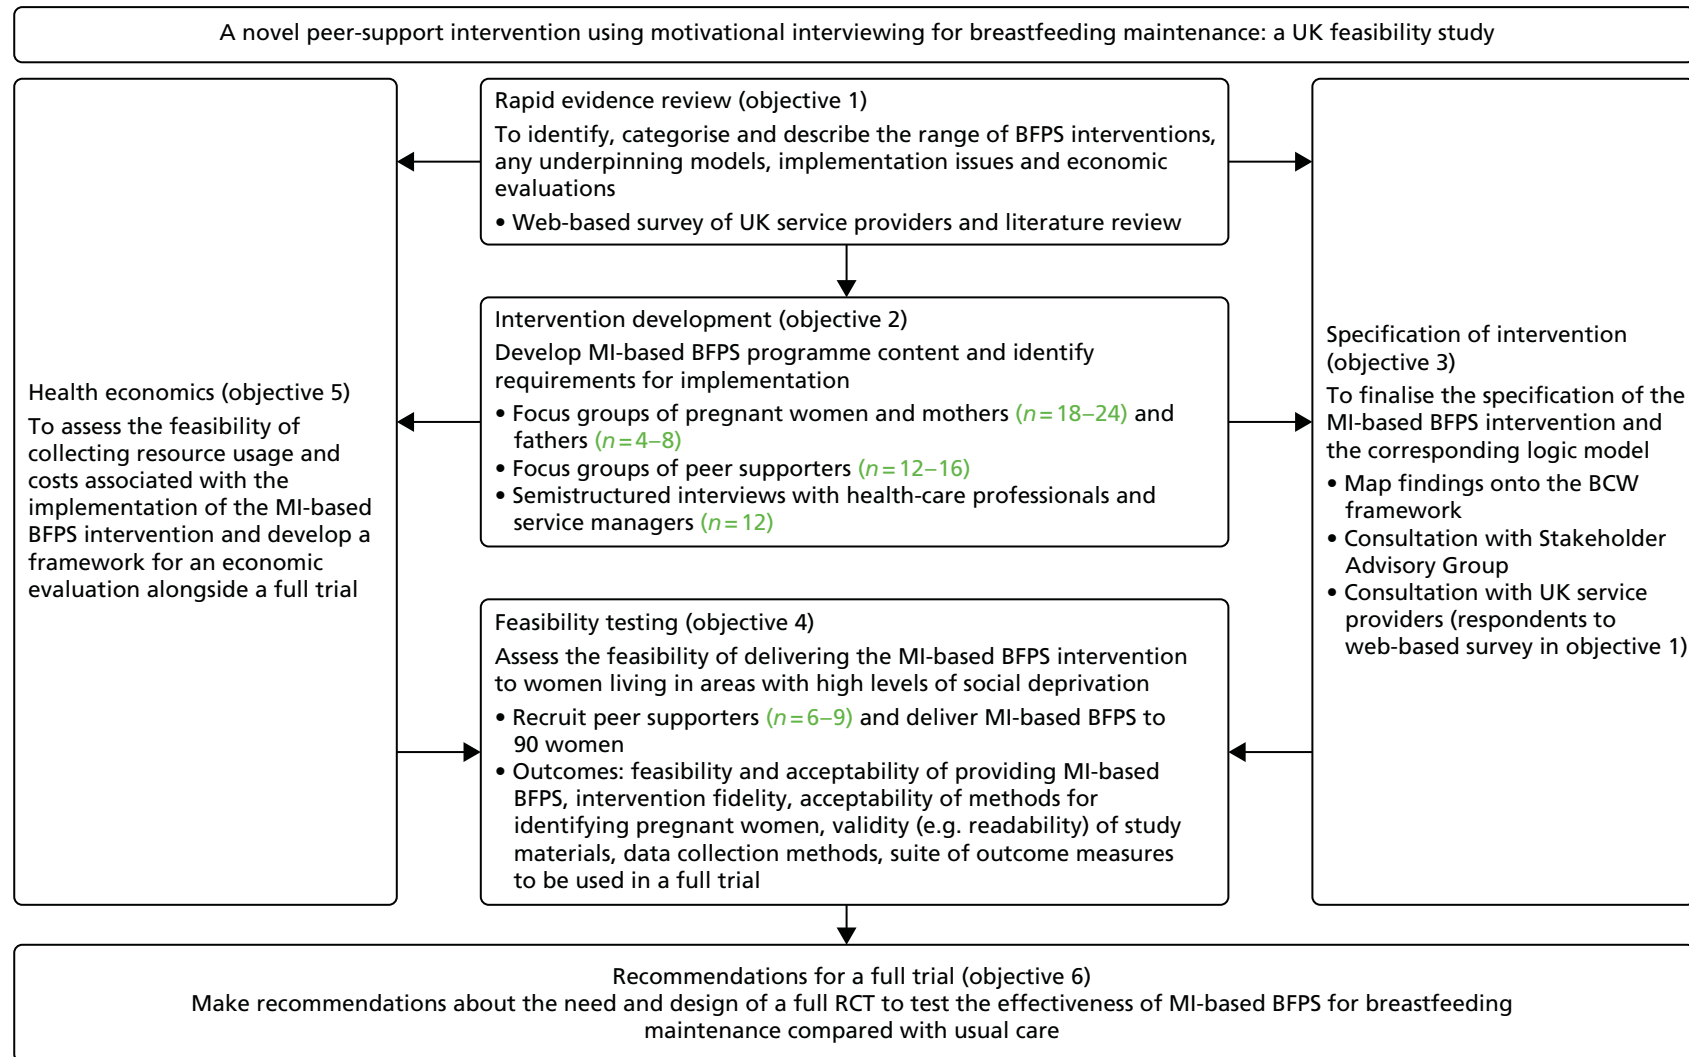 A novel peer-support intervention using motivational interviewing for breastfeeding maintenance: a UK feasibility study
Rapid evidence review (objective 1)
To identify, categorise and describe the range of BFPS interventions,
any underpinning models, implementation issues and economic
evaluations
• Web-based survey of UK service providers and literature review
Intervention development (objective 2)
Develop MI-based BFPS programme content and identify
requirements for implementation
• Focus groups of pregnant women and mothers (n=18–24) and
fathers (n=4–8)
• Focus groups of peer supporters (n=12–16)
• Semistructured interviews with health-care professionals and
service managers (n=12)
Health economics (objective 5)
To assess the feasibility of
collecting resource usage and
costs associated with the
implementation of the MI-based
BFPS intervention and develop a
framework for an economic
evaluation alongside a full trial
Specification of intervention
(objective 3)
To finalise the specification of the
MI-based BFPS intervention and
the corresponding logic model
• Map findings onto the BCW
framework
• Consultation with Stakeholder
Advisory Group
• Consultation with UK service
providers (respondents to
web-based survey in objective 1)
Feasibility testing (objective 4)
Assess the feasibility of delivering the MI-based BFPS intervention
to women living in areas with high levels of social deprivation
• Recruit peer supporters (n=6–9) and deliver MI-based BFPS to
90 women
• Outcomes: feasibility and acceptability of providing MI-based
BFPS, intervention fidelity, acceptability of methods for
identifying pregnant women, validity (e.g. readability) of study
materials, data collection methods, suite of outcome measures
to be used in a full trial
Recommendations for a full trial (objective 6)
Make recommendations about the need and design of a full RCT to test the effectiveness of MI-based BFPS for breastfeeding
maintenance compared with usual care